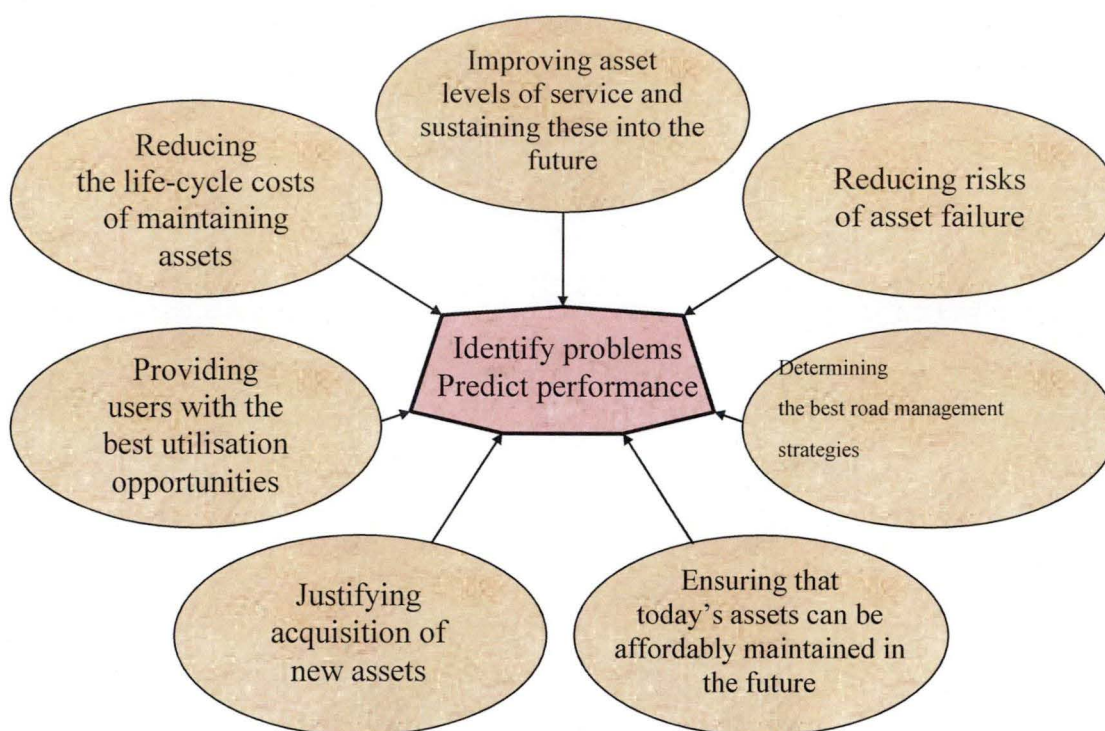 Improving asset
levels of service and
sustaining these into the
future
Reducing
the life-cycle costs
of maintaining
assets
Reducing risks
of asset failure
Identify problems
Predict performance
Providing
users with the
best utilisation
opportunities
Determining
the best road management
strategies
Justifying
acquisition of
new assets
Ensuring that
today's assets can be
affordably maintained in
the future